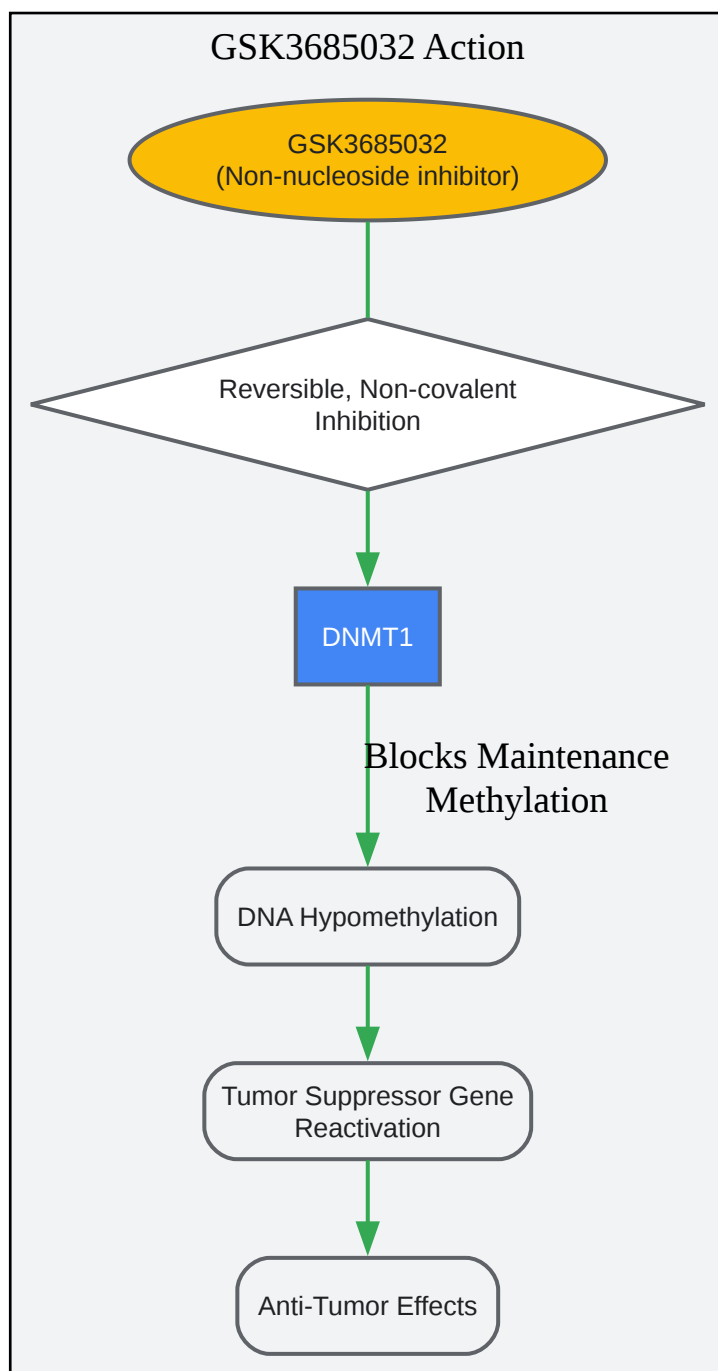 GSK3685032 Action
GSK3685032
(Non-nucleoside inhibitor)
Reversible, Non-covalent
Inhibition
DNMT1
Blocks Maintenance
Methylation
DNA Hypomethylation
Tumor Suppressor Gene
Reactivation
Anti-Tumor Effects